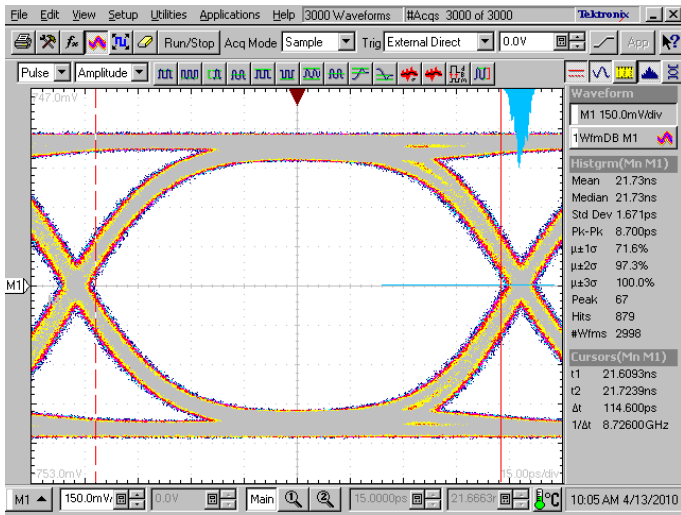 File Edit View Setup Utilities Applications Help 3000 Waveforms #Acqs 3000 of 3000 Tektronix
Run/Stop Acq Mode Sample Trig External Direct 0.0V App
Pulse Amplitude
747.0mV
M1
-753.0mV
15.00ps/div
Waveform
M1 150.0mV/div
1WfmDB M1
Histgrm(Mn M1)
Mean 21.73ns
Median 21.73ns
Std Dev 1.671ps
Pk-Pk 8.700ps
µ±1σ 71.6%
µ±2σ 97.3%
µ±3σ 100.0%
Peak 67
Hits 879
#Wfms 2998
Cursors(Mn M1)
t1 21.6093ns
t2 21.7239ns
Δt 114.600ps
1/Δt 8.72600GHz
M1 150.0mV/ 0.0V Main 1 2 15.0000ps 21.6663r °C 10:05 AM 4/13/2010